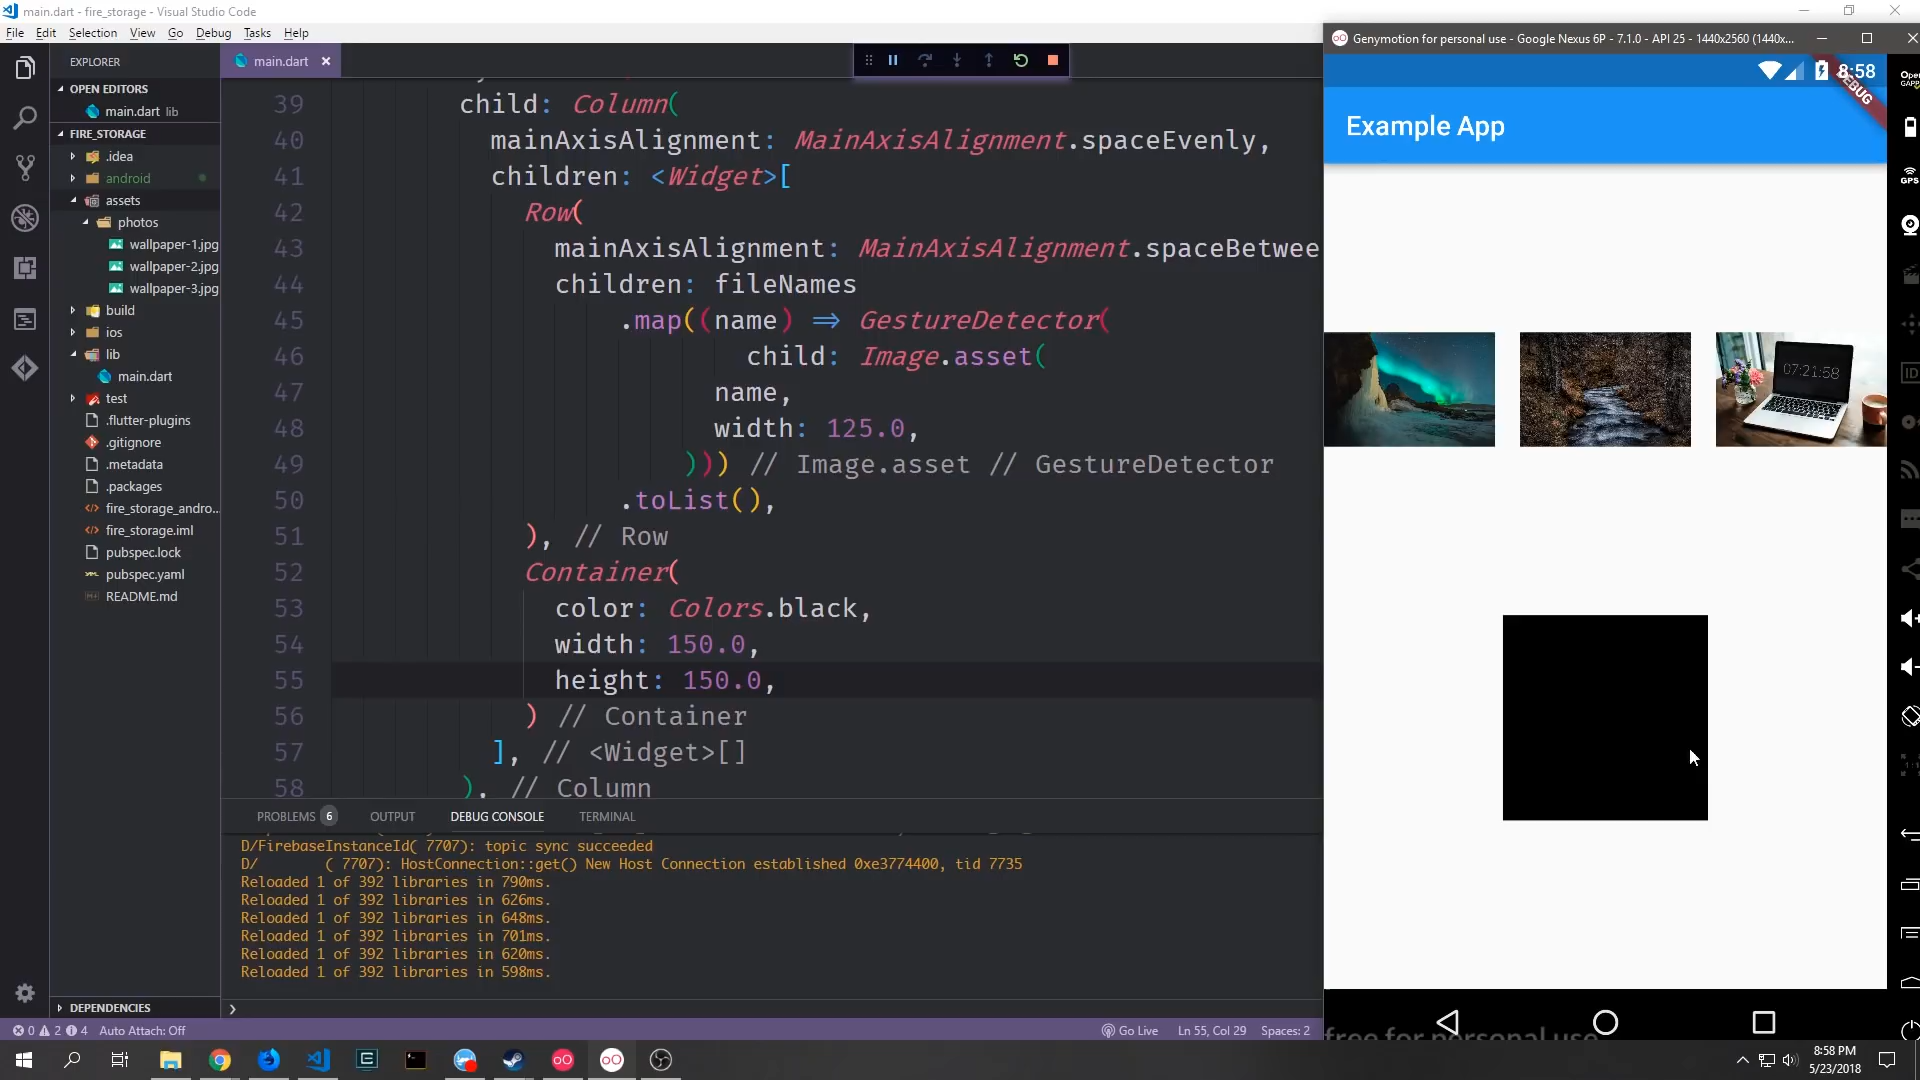 main.dart - fire_storage - Visual Studio Code
File Edit Selection View Go Debug Tasks Help
EXPLORER
OPEN EDITORS
main.dart lib
FIRE_STORAGE
.idea
android
assets
photos
wallpaper-1.jpg
wallpaper-2.jpg
wallpaper-3.jpg
build
ios
lib
main.dart
test
.flutter-plugins
.gitignore
.metadata
.packages
fire_storage_andro...
fire_storage.iml
pubspec.lock
pubspec.yaml
README.md
DEPENDENCIES
main.dart
39 child: Column(
40 mainAxisAlignment: MainAxisAlignment.spaceEvenly,
41 children: <Widget>[
42 Row(
43 mainAxisAlignment: MainAxisAlignment.spaceBetwee
44 children: fileNames
45 .map((name) => GestureDetector(
46 child: Image.asset(
47 name,
48 width: 125.0,
49 ))) // Image.asset // GestureDetector
50 .toList(),
51 ), // Row
52 Container(
53 color: Colors.black,
54 width: 150.0,
55 height: 150.0,
56 ) // Container
57 ], // <Widget>[]
58 ), // Column
PROBLEMS 6 OUTPUT DEBUG CONSOLE TERMINAL
D/FirebaseInstanceId( 7707): topic sync succeeded
D/ ( 7707): HostConnection::get() New Host Connection established 0xe3774400, tid 7735
Reloaded 1 of 392 libraries in 790ms.
Reloaded 1 of 392 libraries in 626ms.
Reloaded 1 of 392 libraries in 648ms.
Reloaded 1 of 392 libraries in 701ms.
Reloaded 1 of 392 libraries in 620ms.
Reloaded 1 of 392 libraries in 598ms.
0 2 4 Auto Attach: Off
Go Live Ln 55, Col 29 Spaces: 2
Genymotion for personal use - Google Nexus 6P - 7.1.0 - API 25 - 1440x2560 (1440x...
8:58
DEBUG
Example App
07:21:58
GPS
ID
1:1
free for personal use
8:58 PM
5/23/2018